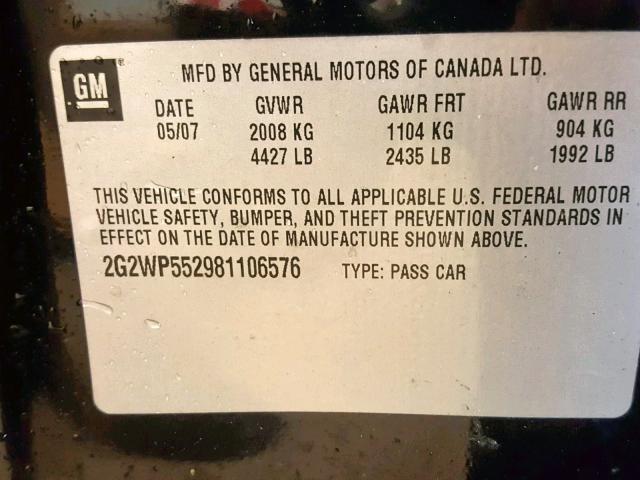 GM
MFD BY GENERAL MOTORS OF CANADA LTD.
DATE GVWR GAWR FRT GAWR RR
05/07 2008 KG 1104 KG 904 KG
4427 LB 2435 LB 1992 LB
THIS VEHICLE CONFORMS TO ALL APPLICABLE U.S. FEDERAL MOTOR
VEHICLE SAFETY, BUMPER, AND THEFT PREVENTION STANDARDS IN
EFFECT ON THE DATE OF MANUFACTURE SHOWN ABOVE.
2G2WP552981106576 TYPE: PASS CAR